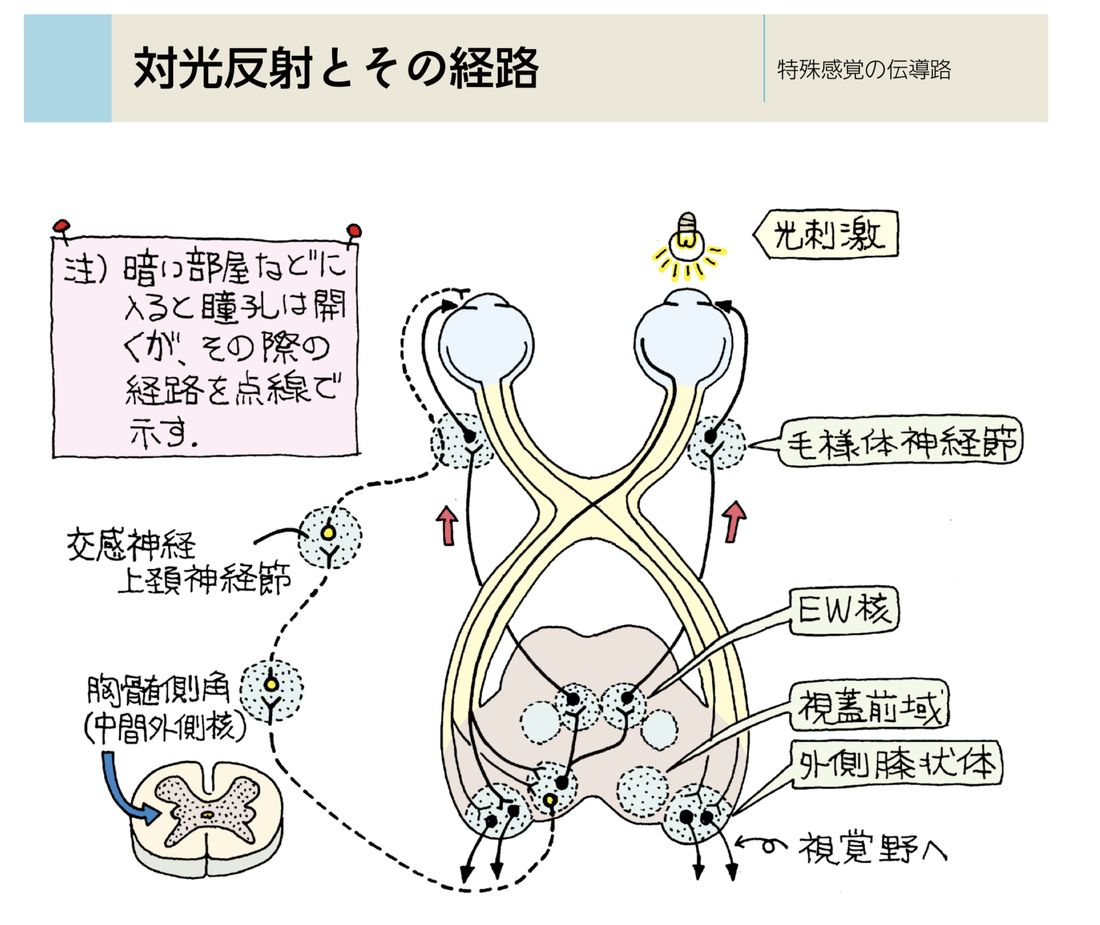 対光反射とその経路
特殊感覚の伝導路
光刺激
注)暗い部屋などに
入ると瞳孔は開
くが、その際の
経路を点線で
示す.
毛様体神経節
交感神経
上頚神経節
EW核
胸髄側角
(中間外側核)
視蓋前域
外側膝状体
視覚野へ